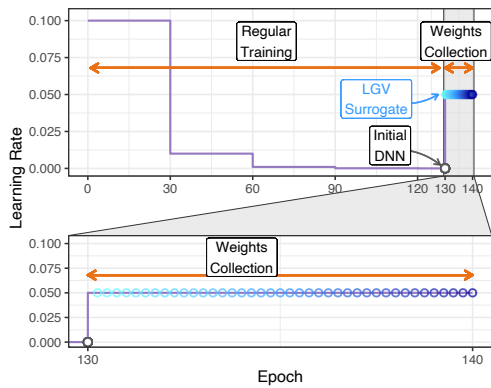 Learning Rate
0.100
0.075
0.050
0.025
0.000
Regular
Training
Weights
Collection
LGV
Surrogate
Initial
DNN
0 30 60 90 120 130 140
0.100
0.075
0.050
0.025
0.000
Weights
Collection
130 140
Epoch